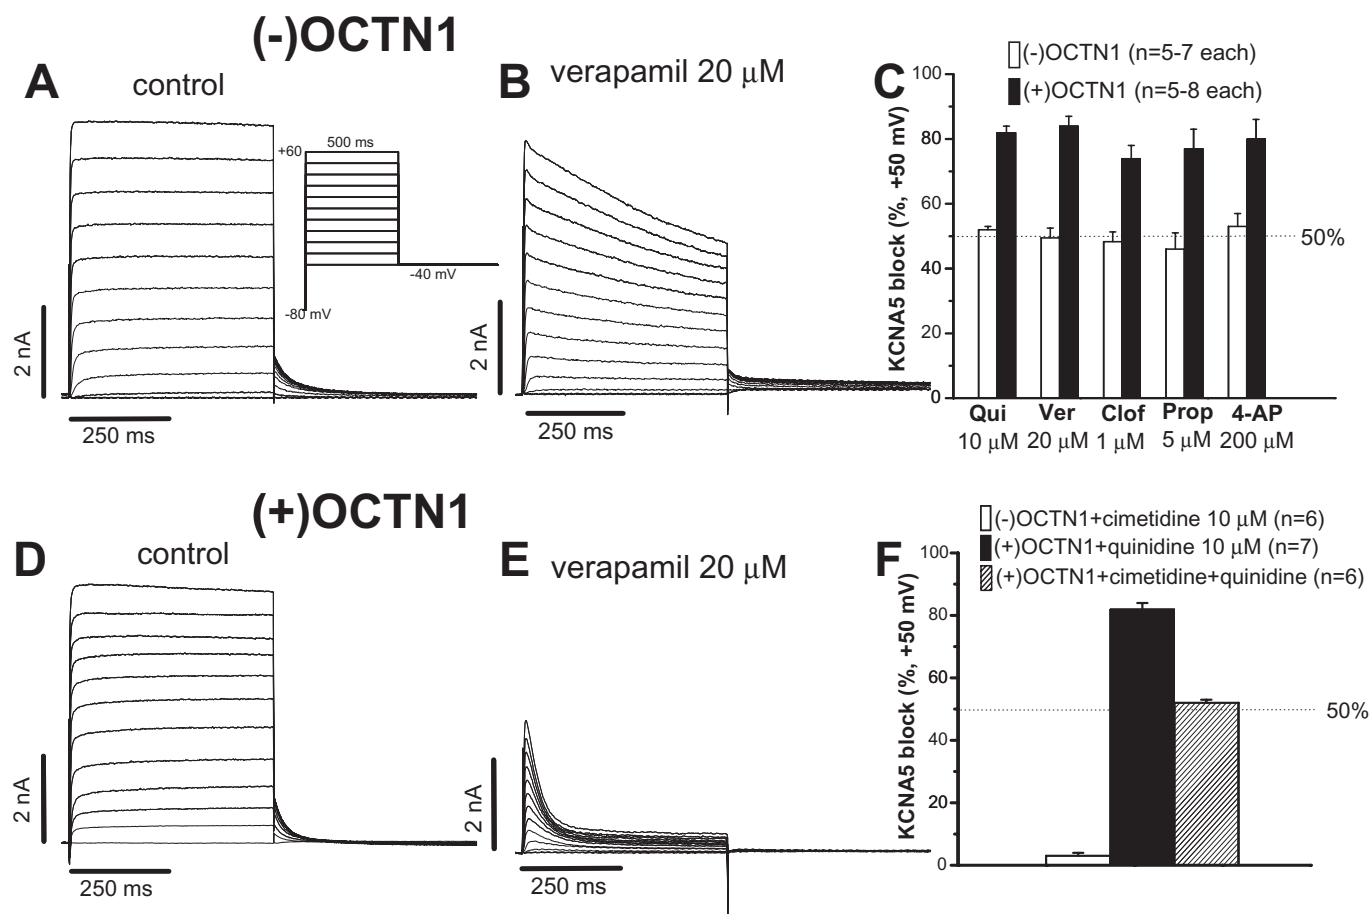 (-)OCTN1
A
control
+60
500 ms
-40 mV
-80 mV
2 nA
250 ms
B
verapamil 20 μM
2 nA
250 ms
C
(-)OCTN1 (n=5-7 each)
(+)OCTN1 (n=5-8 each)
KCNA5 block (%, +50 mV)
100
80
60
40
20
0
50%
Qui Ver Clof Prop 4-AP
10 μM 20 μM 1 μM 5 μM 200 μM
(+)OCTN1
D
control
2 nA
250 ms
E
verapamil 20 μM
2 nA
250 ms
F
(-)OCTN1+cimetidine 10 μM (n=6)
(+)OCTN1+quinidine 10 μM (n=7)
(+)OCTN1+cimetidine+quinidine (n=6)
KCNA5 block (%, +50 mV)
100
80
60
40
20
0
50%